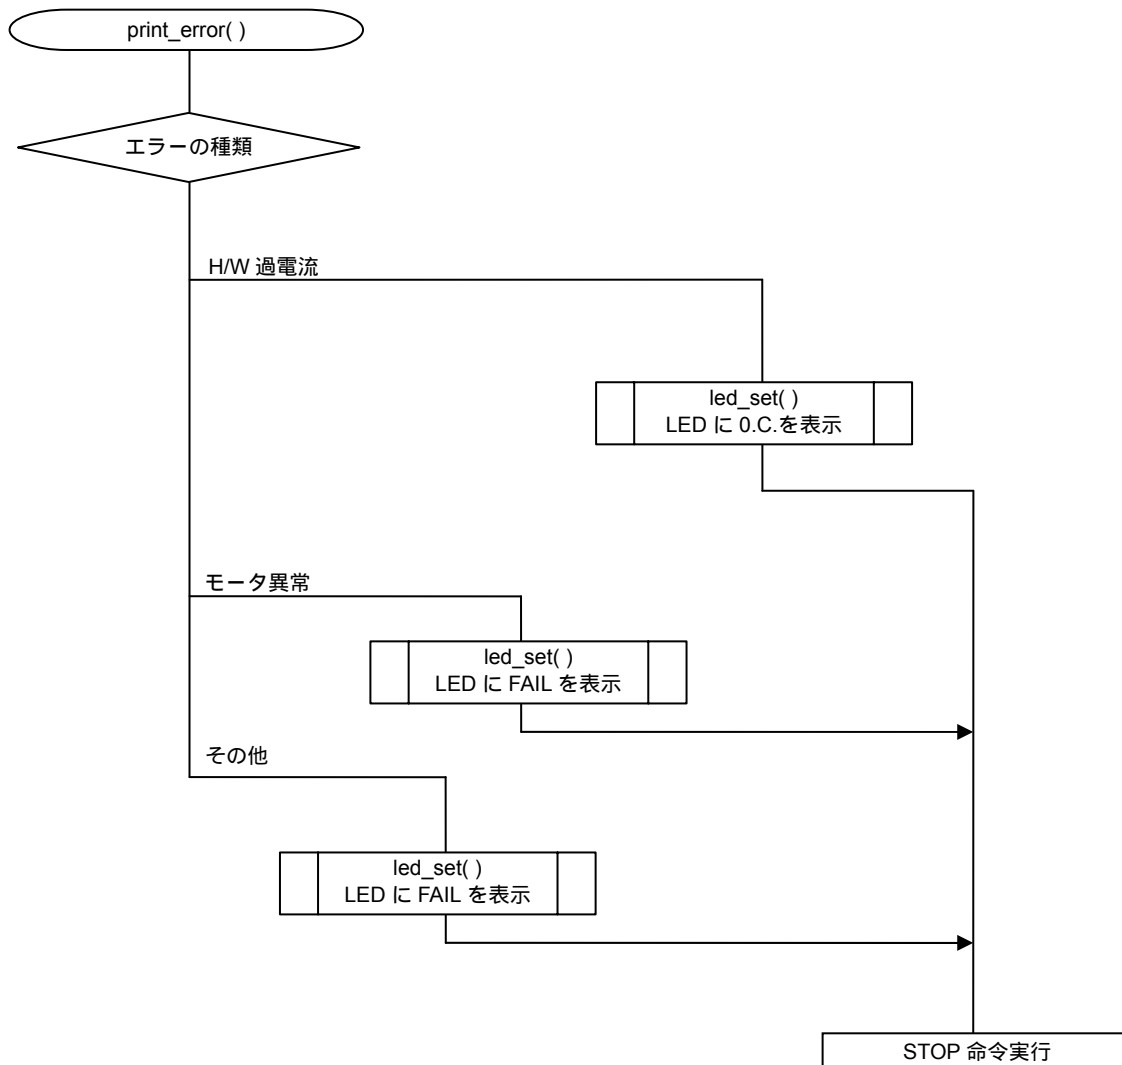 print_error( )
エラーの種類
H/W 過電流
led_set( )
LED に 0.C.を表示
モータ異常
led_set( )
LED に FAIL を表示
その他
led_set( )
LED に FAIL を表示
STOP 命令実行